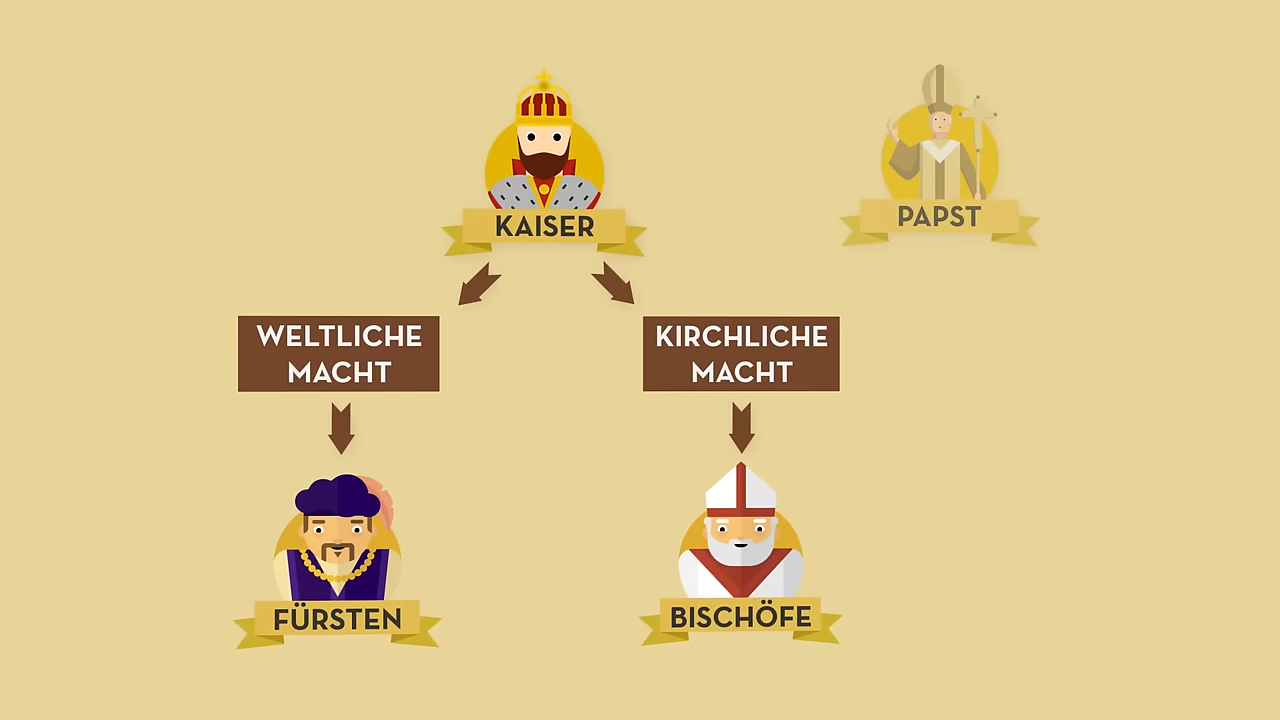 KAISER
PAPST
WELTLICHE
MACHT
KIRCHLICHE
MACHT
FÜRSTEN
BISCHÖFE